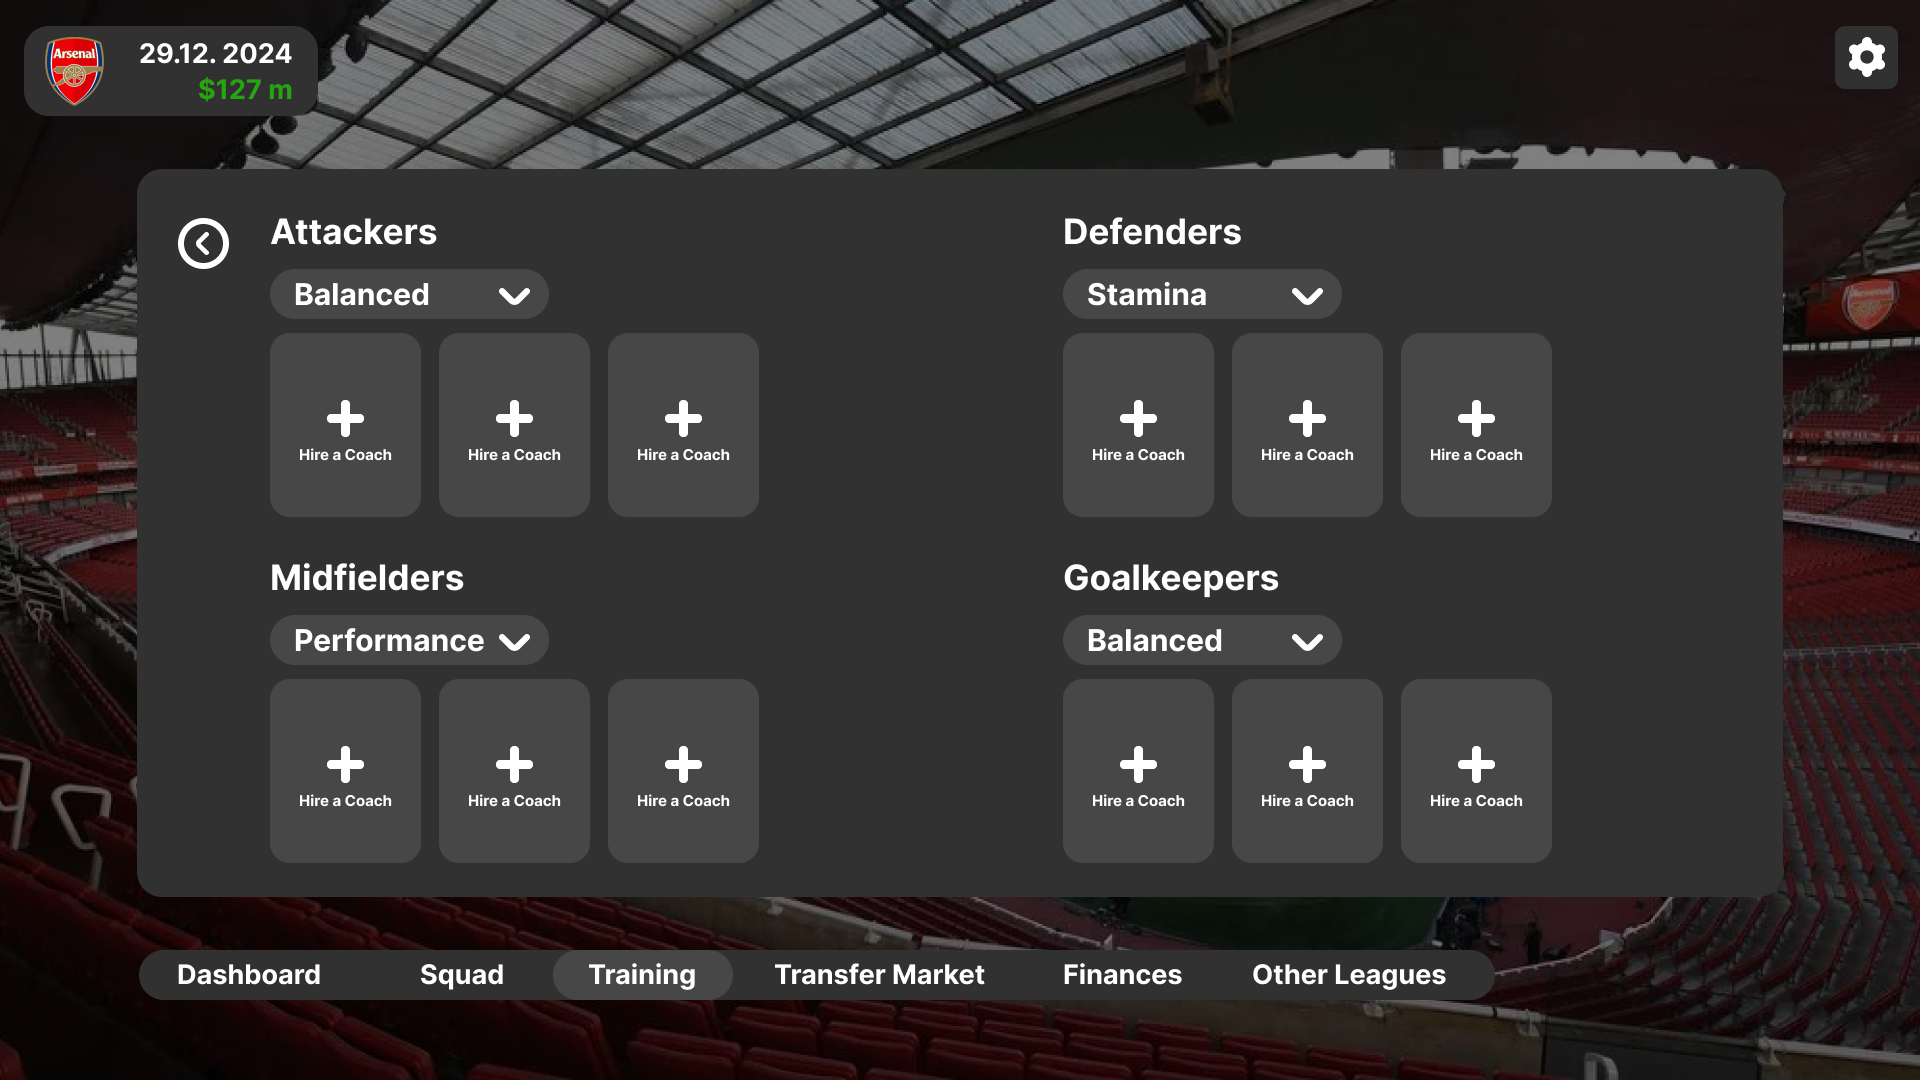 Arsenal
29.12. 2024
$127 m
Attackers
Balanced
Hire a Coach
Hire a Coach
Hire a Coach
Defenders
Stamina
Hire a Coach
Hire a Coach
Hire a Coach
Midfielders
Performance
Hire a Coach
Hire a Coach
Hire a Coach
Goalkeepers
Balanced
Hire a Coach
Hire a Coach
Hire a Coach
Arsenal
Dashboard
Squad
Training
Transfer Market
Finances
Other Leagues